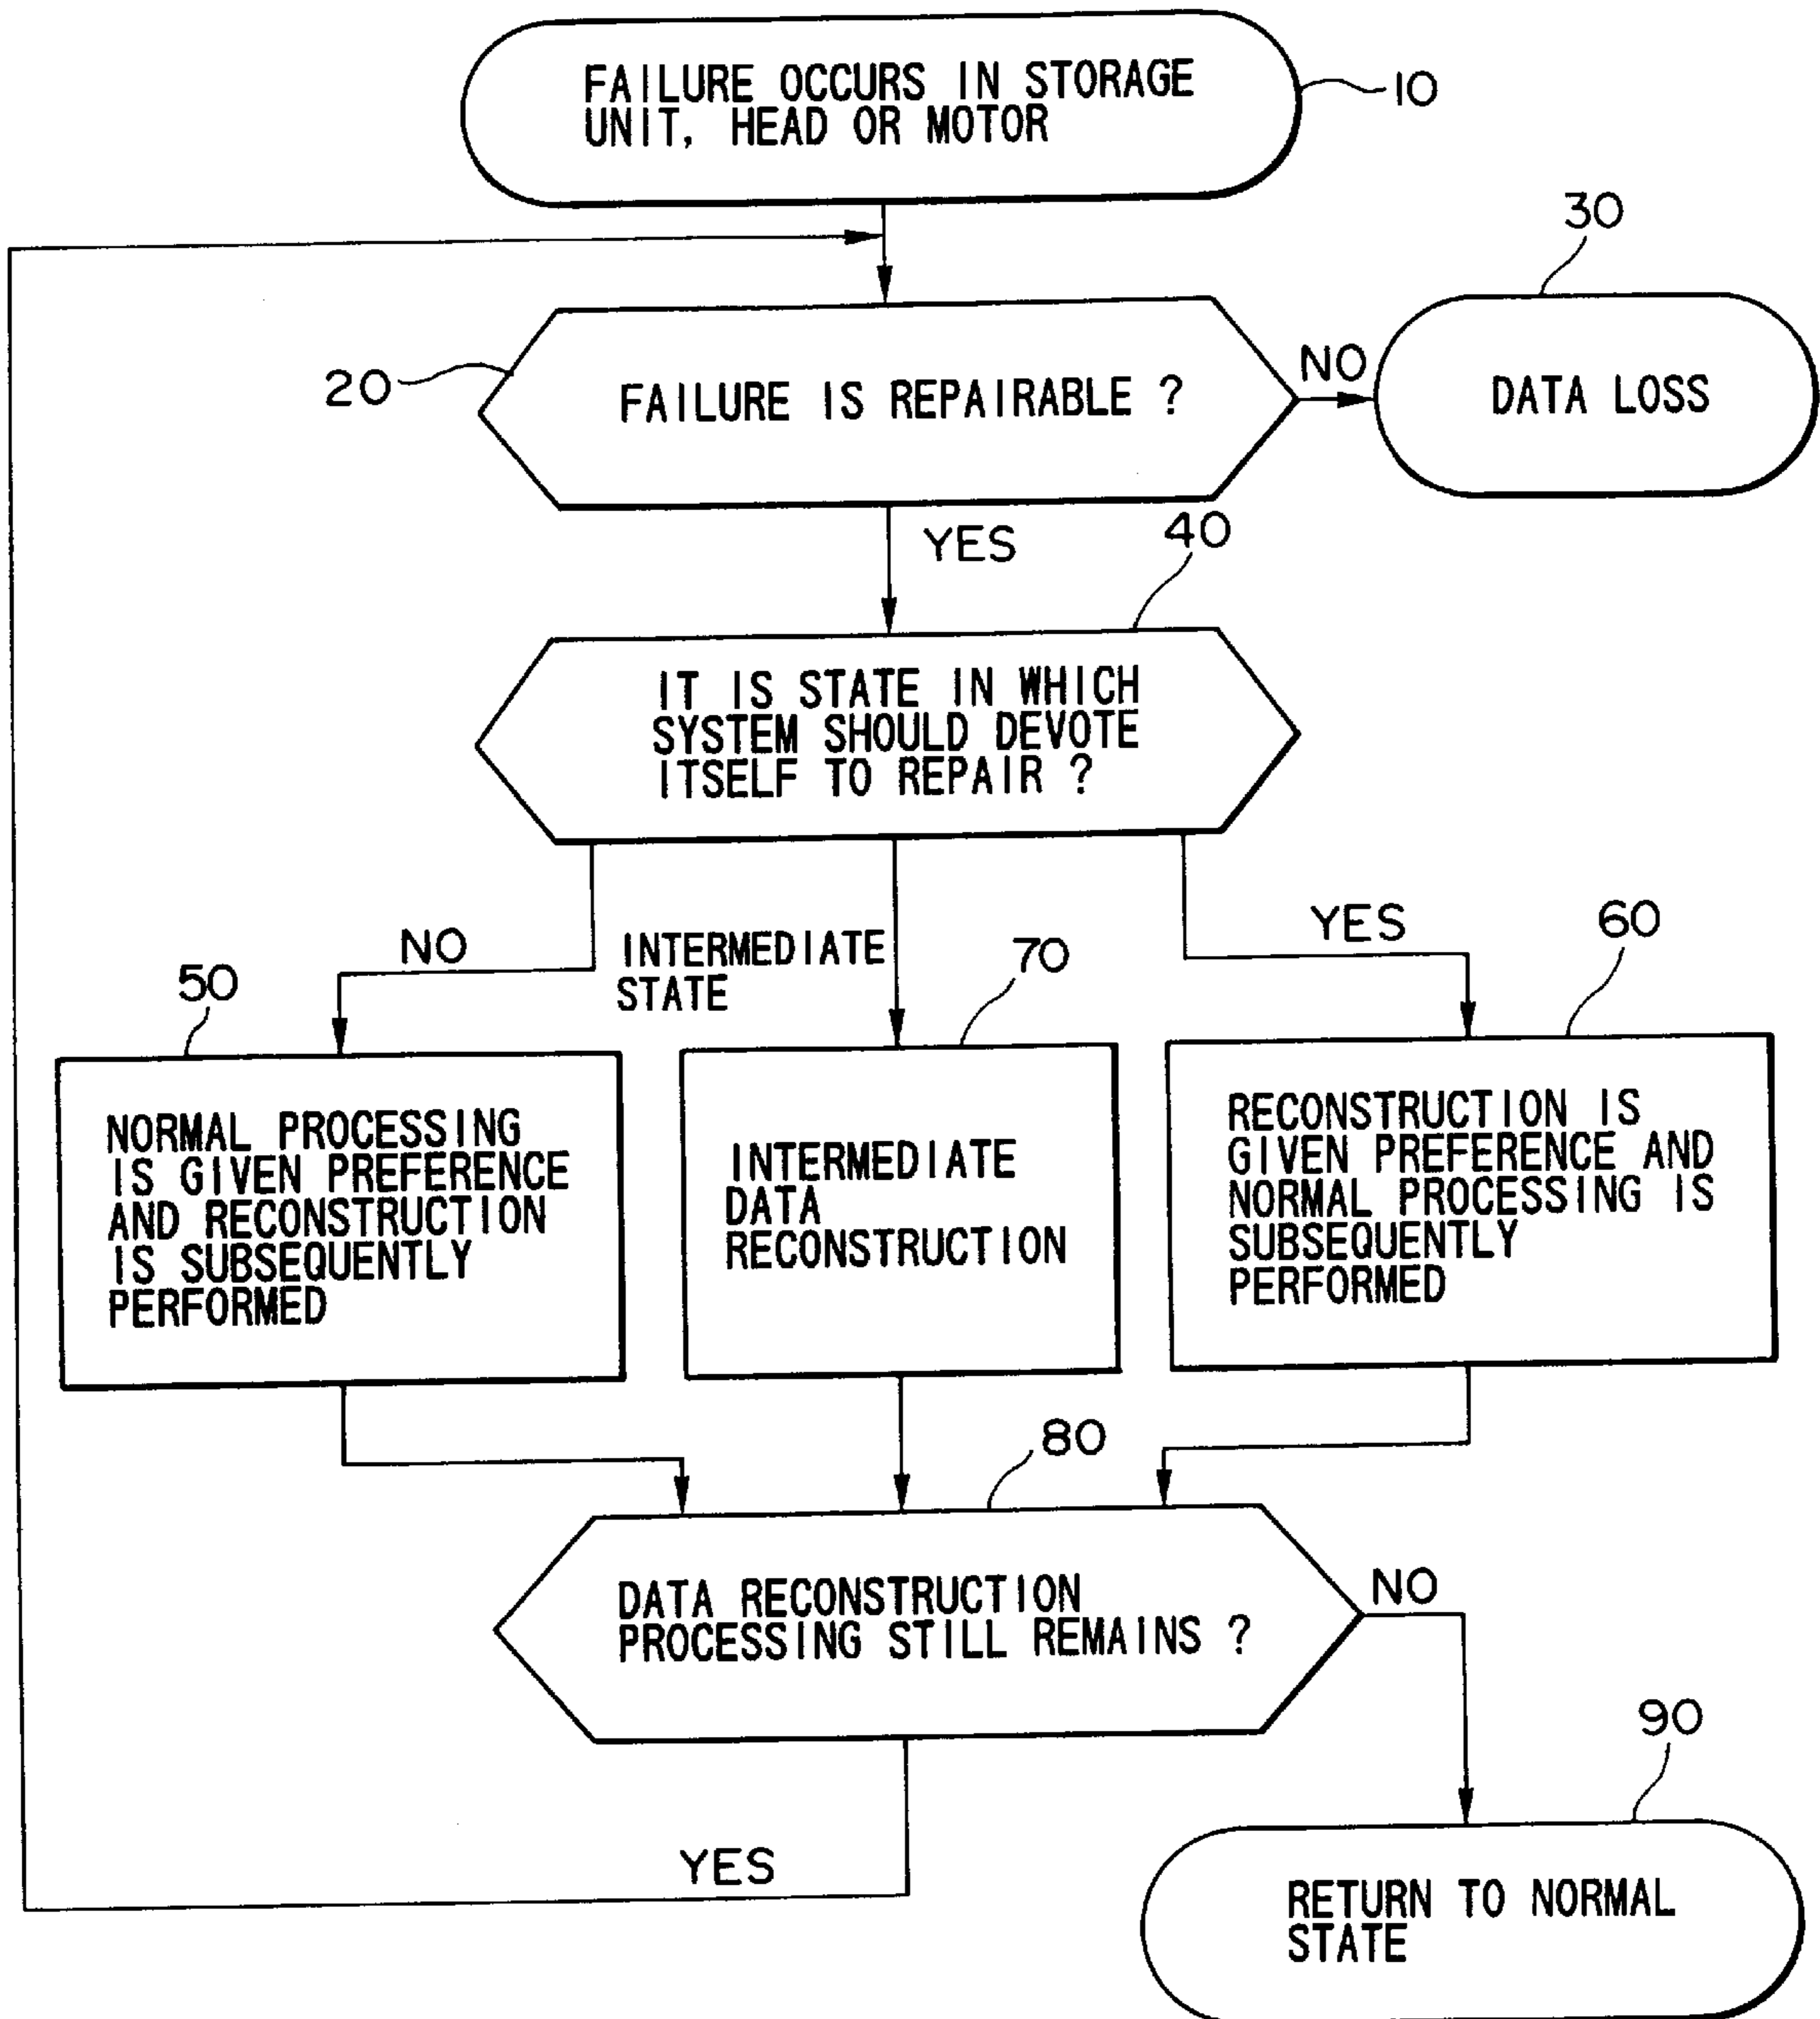 FAILURE OCCURS IN STORAGE
UNIT, HEAD OR MOTOR
10
30
20
FAILURE IS REPAIRABLE ?
NO
DATA LOSS
YES
40
IT IS STATE IN WHICH
SYSTEM SHOULD DEVOTE
ITSELF TO REPAIR ?
NO
INTERMEDIATE
STATE
YES
50
70
60
NORMAL PROCESSING
IS GIVEN PREFERENCE
AND RECONSTRUCTION
IS SUBSEQUENTLY
PERFORMED
INTERMEDIATE
DATA
RECONSTRUCTION
RECONSTRUCTION IS
GIVEN PREFERENCE AND
NORMAL PROCESSING IS
SUBSEQUENTLY
PERFORMED
80
DATA RECONSTRUCTION
PROCESSING STILL REMAINS ?
NO
YES
90
RETURN TO NORMAL
STATE